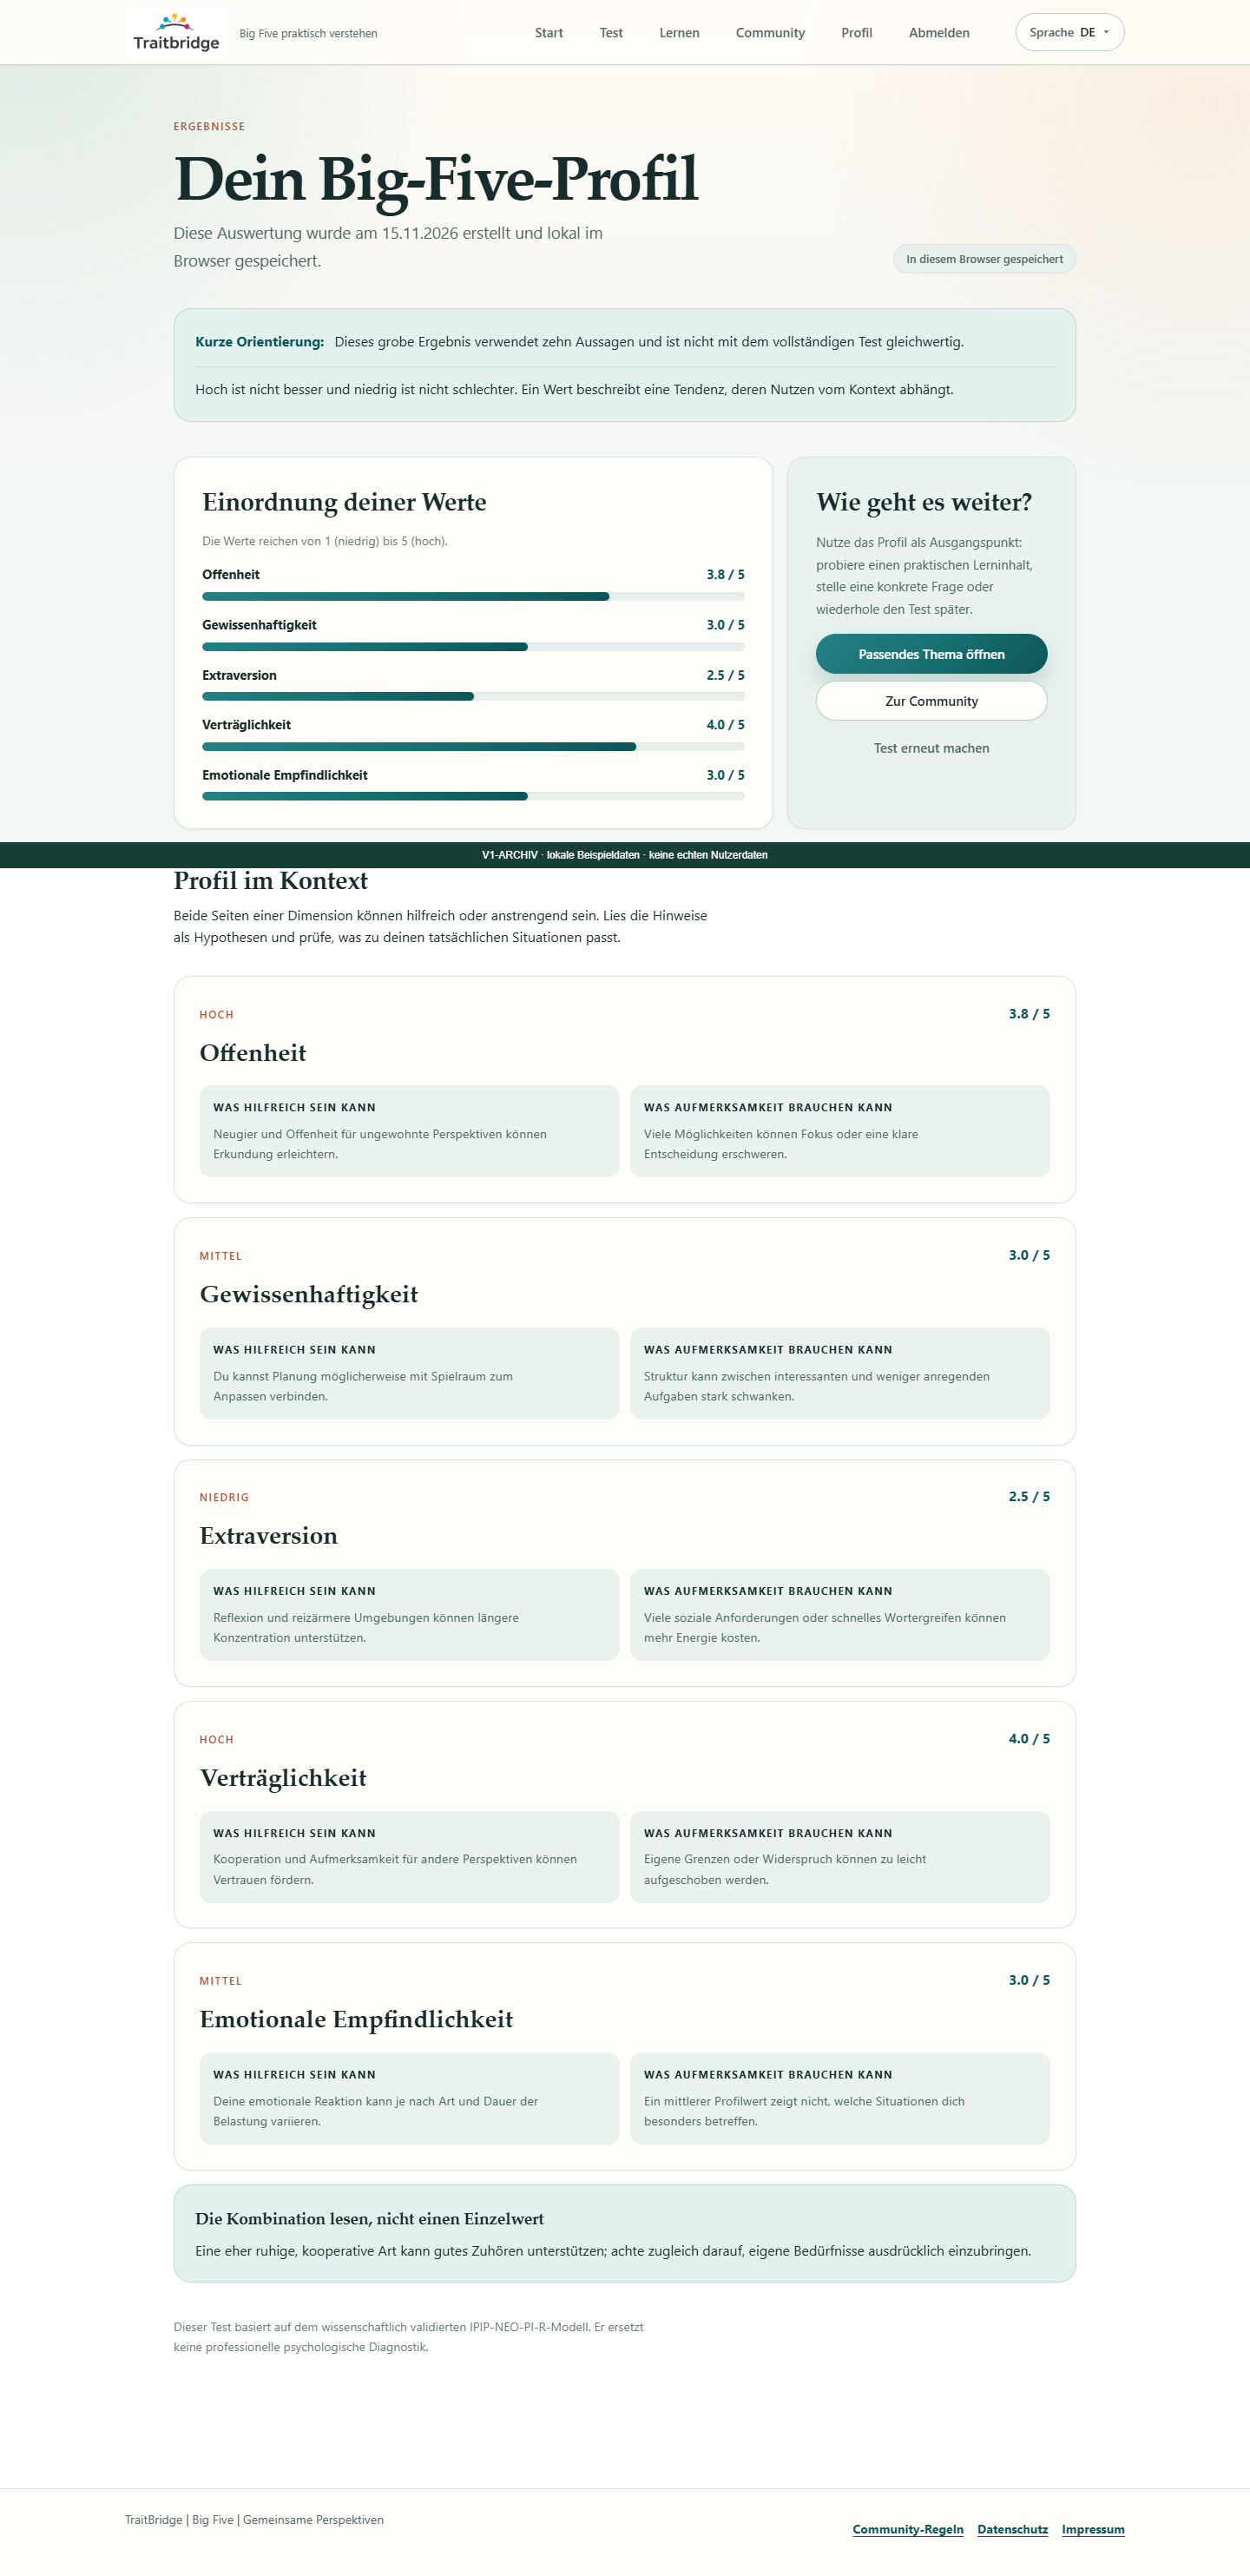 Traitbridge
Big Five praktisch verstehen
Start
Test
Lernen
Community
Profil
Abmelden
Sprache DE
ERGEBNISSE
Dein Big-Five-Profil
Diese Auswertung wurde am 15.11.2026 erstellt und lokal im
Browser gespeichert.
In diesem Browser gespeichert
Kurze Orientierung: Dieses grobe Ergebnis verwendet zehn Aussagen und ist nicht mit dem vollständigen Test gleichwertig.
Hoch ist nicht besser und niedrig ist nicht schlechter. Ein Wert beschreibt eine Tendenz, deren Nutzen vom Kontext abhängt.
Einordnung deiner Werte
Die Werte reichen von 1 (niedrig) bis 5 (hoch).
Offenheit 3.8 / 5
Gewissenhaftigkeit 3.0 / 5
Extraversion 2.5 / 5
Verträglichkeit 4.0 / 5
Emotionale Empfindlichkeit 3.0 / 5
Wie geht es weiter?
Nutze das Profil als Ausgangspunkt:
probiere einen praktischen Lerninhalt,
stelle eine konkrete Frage oder
wiederhole den Test später.
Passendes Thema öffnen
Zur Community
Test erneut machen
V1-ARCHIV · lokale Beispieldaten · keine echten Nutzerdaten
Profil im Kontext
Beide Seiten einer Dimension können hilfreich oder anstrengend sein. Lies die Hinweise
als Hypothesen und prüfe, was zu deinen tatsächlichen Situationen passt.
HOCH 3.8 / 5
Offenheit
WAS HILFREICH SEIN KANN
Neugier und Offenheit für ungewohnte Perspektiven können
Erkundung erleichtern.
WAS AUFMERKSAMKEIT BRAUCHEN KANN
Viele Möglichkeiten können Fokus oder eine klare
Entscheidung erschweren.
MITTEL 3.0 / 5
Gewissenhaftigkeit
WAS HILFREICH SEIN KANN
Du kannst Planung möglicherweise mit Spielraum zum
Anpassen verbinden.
WAS AUFMERKSAMKEIT BRAUCHEN KANN
Struktur kann zwischen interessanten und weniger anregenden
Aufgaben stark schwanken.
NIEDRIG 2.5 / 5
Extraversion
WAS HILFREICH SEIN KANN
Reflexion und reizärmere Umgebungen können längere
Konzentration unterstützen.
WAS AUFMERKSAMKEIT BRAUCHEN KANN
Viele soziale Anforderungen oder schnelles Wortergreifen können
mehr Energie kosten.
HOCH 4.0 / 5
Verträglichkeit
WAS HILFREICH SEIN KANN
Kooperation und Aufmerksamkeit für andere Perspektiven können
Vertrauen fördern.
WAS AUFMERKSAMKEIT BRAUCHEN KANN
Eigene Grenzen oder Widerspruch können zu leicht
aufgeschoben werden.
MITTEL 3.0 / 5
Emotionale Empfindlichkeit
WAS HILFREICH SEIN KANN
Deine emotionale Reaktion kann je nach Art und Dauer der
Belastung variieren.
WAS AUFMERKSAMKEIT BRAUCHEN KANN
Ein mittlerer Profilwert zeigt nicht, welche Situationen dich
besonders betreffen.
Die Kombination lesen, nicht einen Einzelwert
Eine eher ruhige, kooperative Art kann gutes Zuhören unterstützen; achte zugleich darauf, eigene Bedürfnisse ausdrücklich einzubringen.
Dieser Test basiert auf dem wissenschaftlich validierten IPIP-NEO-PI-R-Modell. Er ersetzt
keine professionelle psychologische Diagnostik.
TraitBridge | Big Five | Gemeinsame Perspektiven
Community-Regeln Datenschutz Impressum